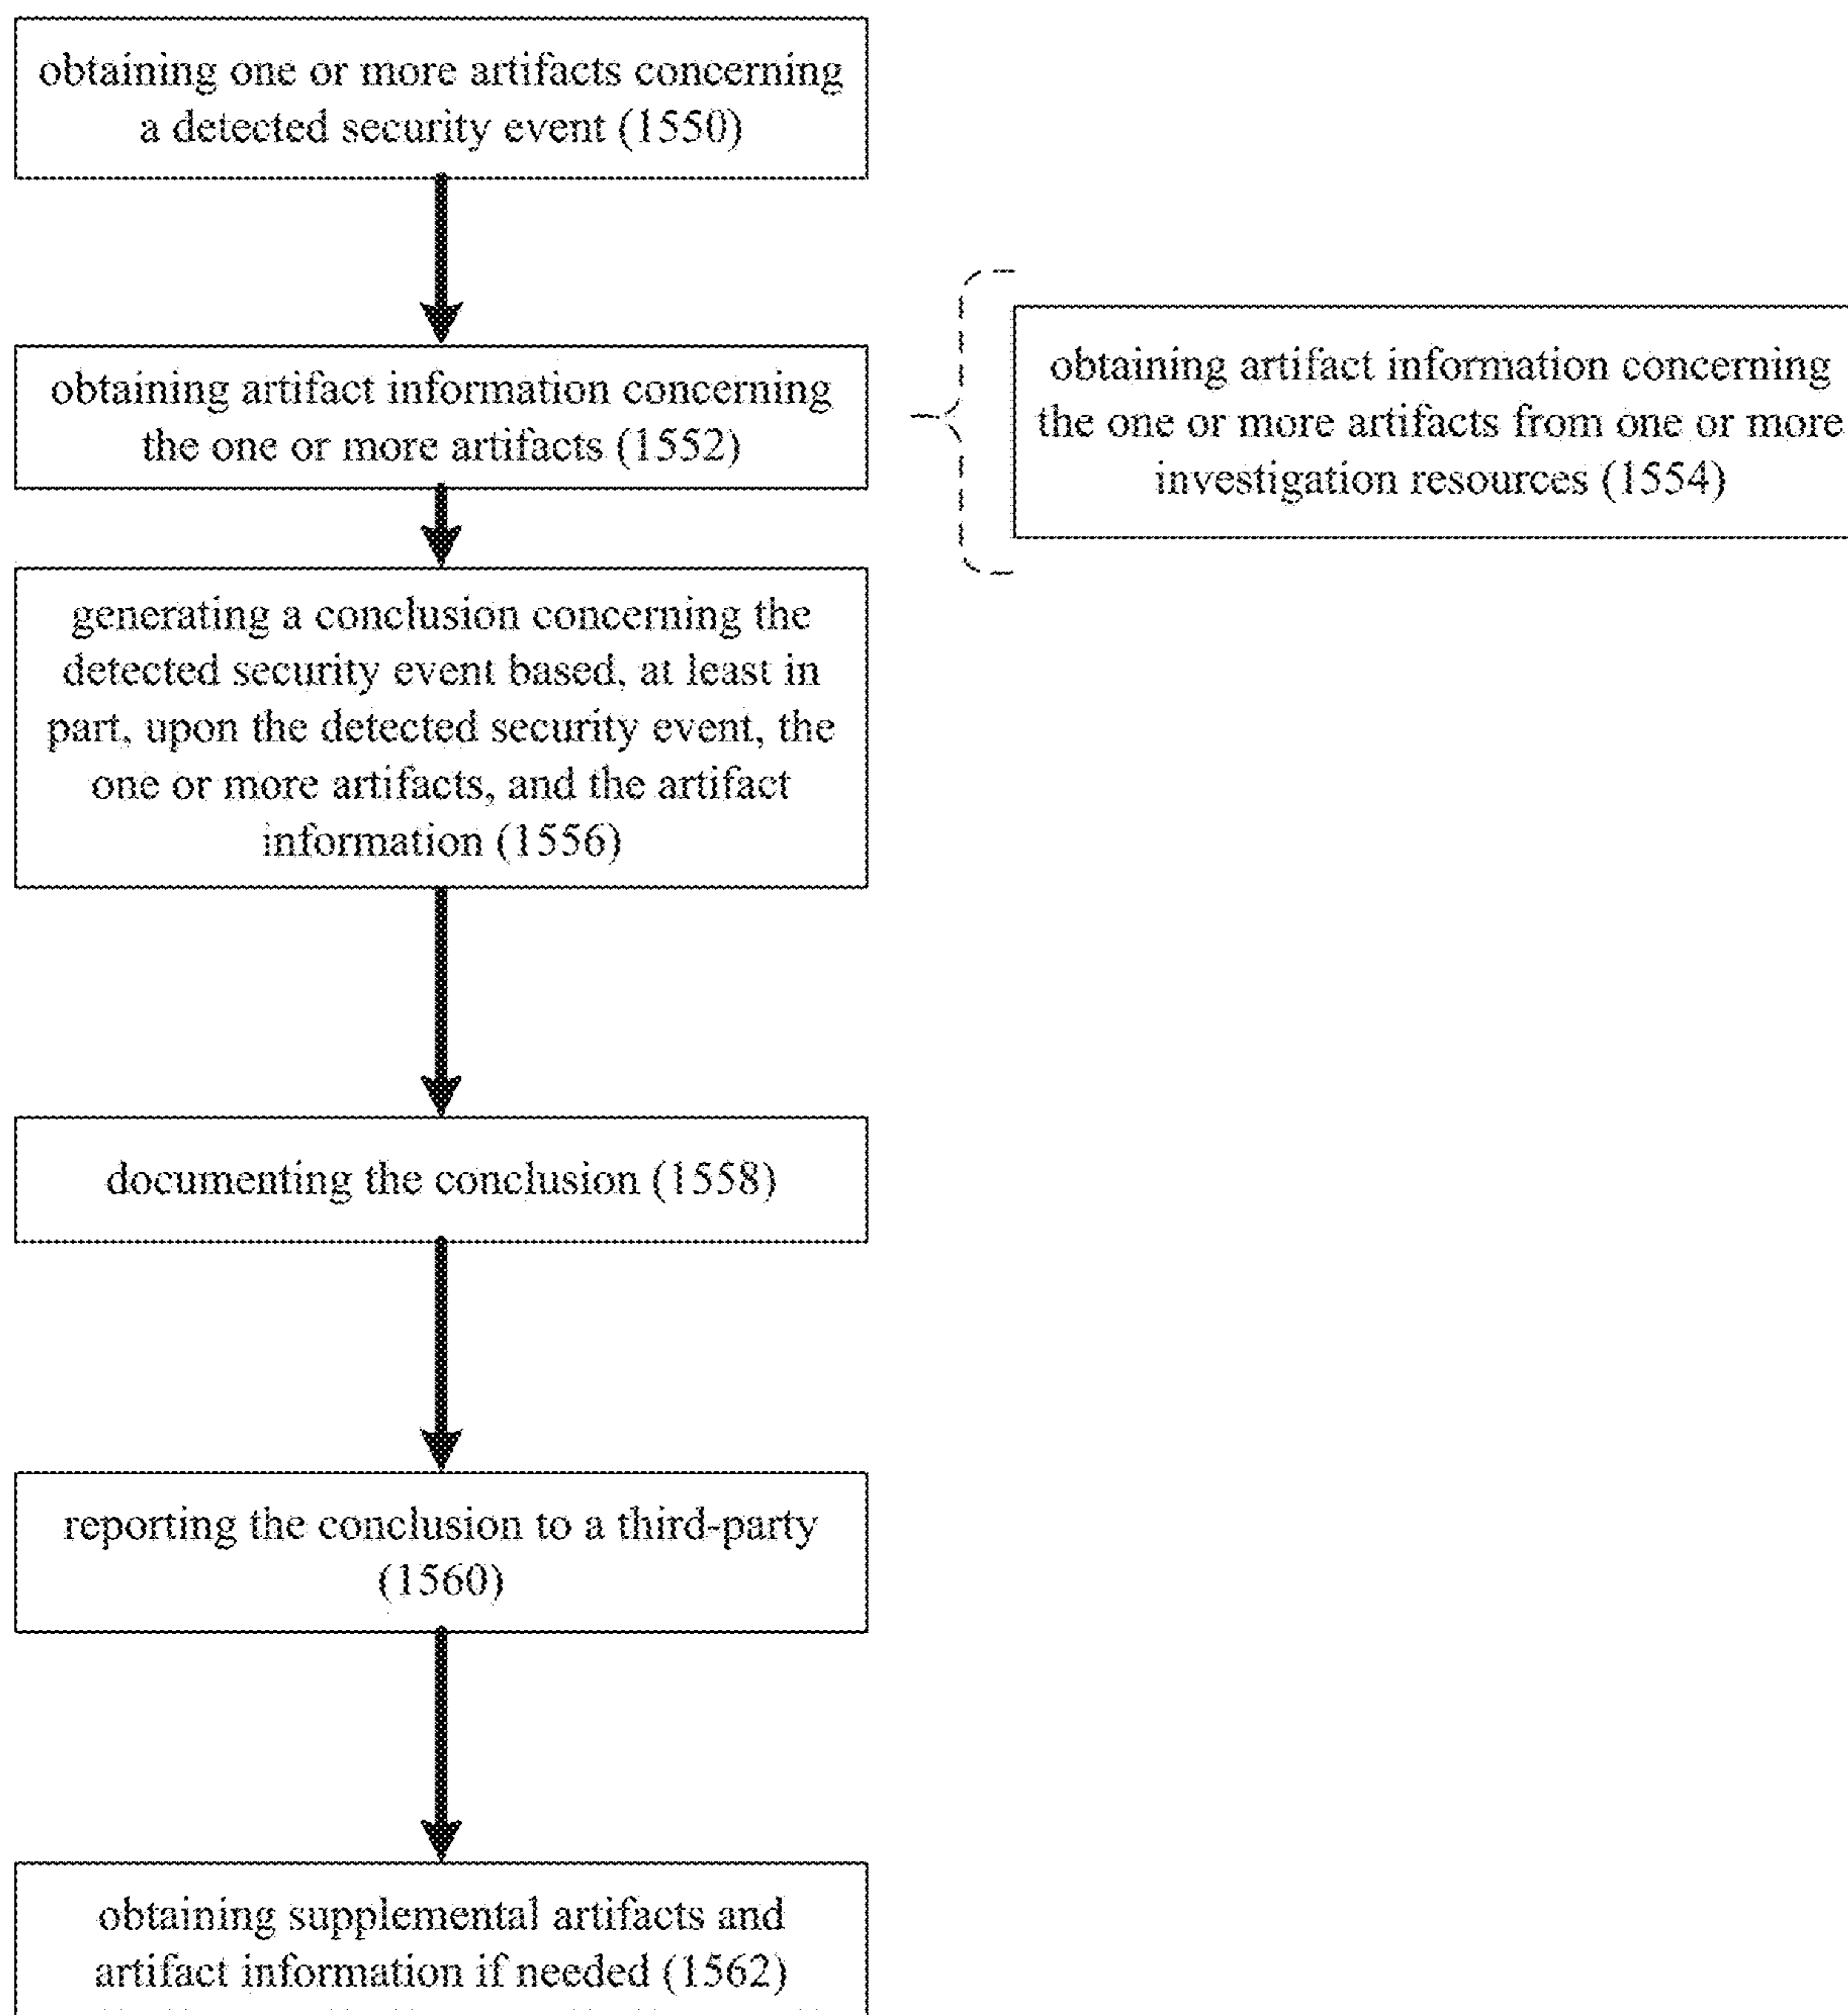 obtaining one or more artifacts concerning
a detected security event (1550)
obtaining artifact information concerning
the one or more artifacts (1552)
obtaining artifact information concerning
the one or more artifacts from one or more
investigation resources (1554)
generating a conclusion concerning the
detected security event based, at least in
part, upon the detected security event, the
one or more artifacts, and the artifact
information (1556)
documenting the conclusion (1558)
reporting the conclusion to a third-party
(1560)
obtaining supplemental artifacts and
artifact information if needed (1562)